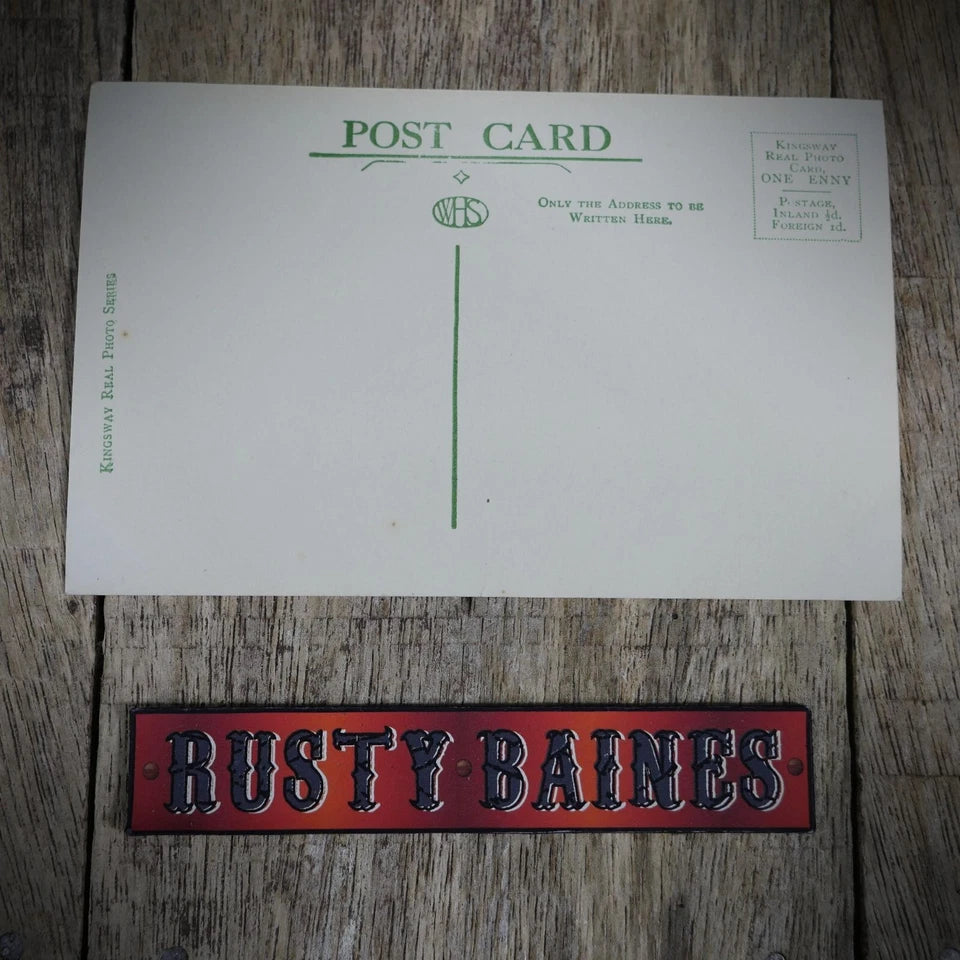 POST CARD
WHS
ONLY THE ADDRESS TO BE
WRITTEN HERE.
KINGSWAY
REAL PHOTO
CARD,
ONE ENNY
P STAGE,
INLAND ½d.
FOREIGN 1d.
KINGSWAY REAL PHOTO SERIES
RUSTY BAINES